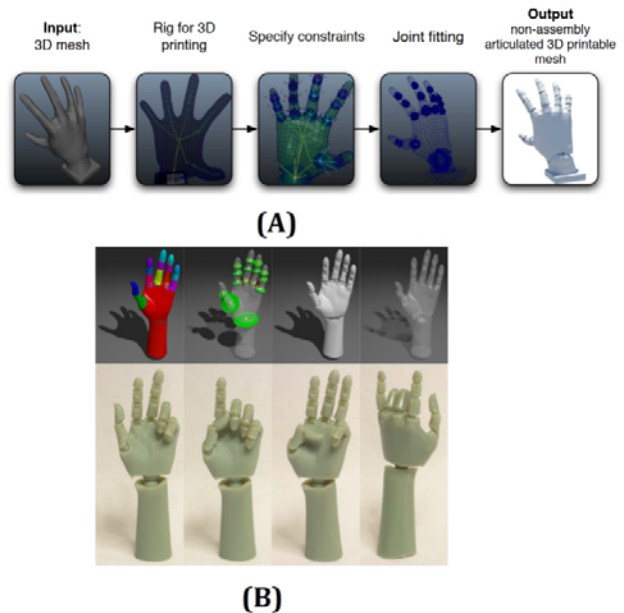 Input:
3D mesh
Rig for 3D
printing
Specify constraints
Joint fitting
Output
non-assembly
articulated 3D printable
mesh
(A)
(B)